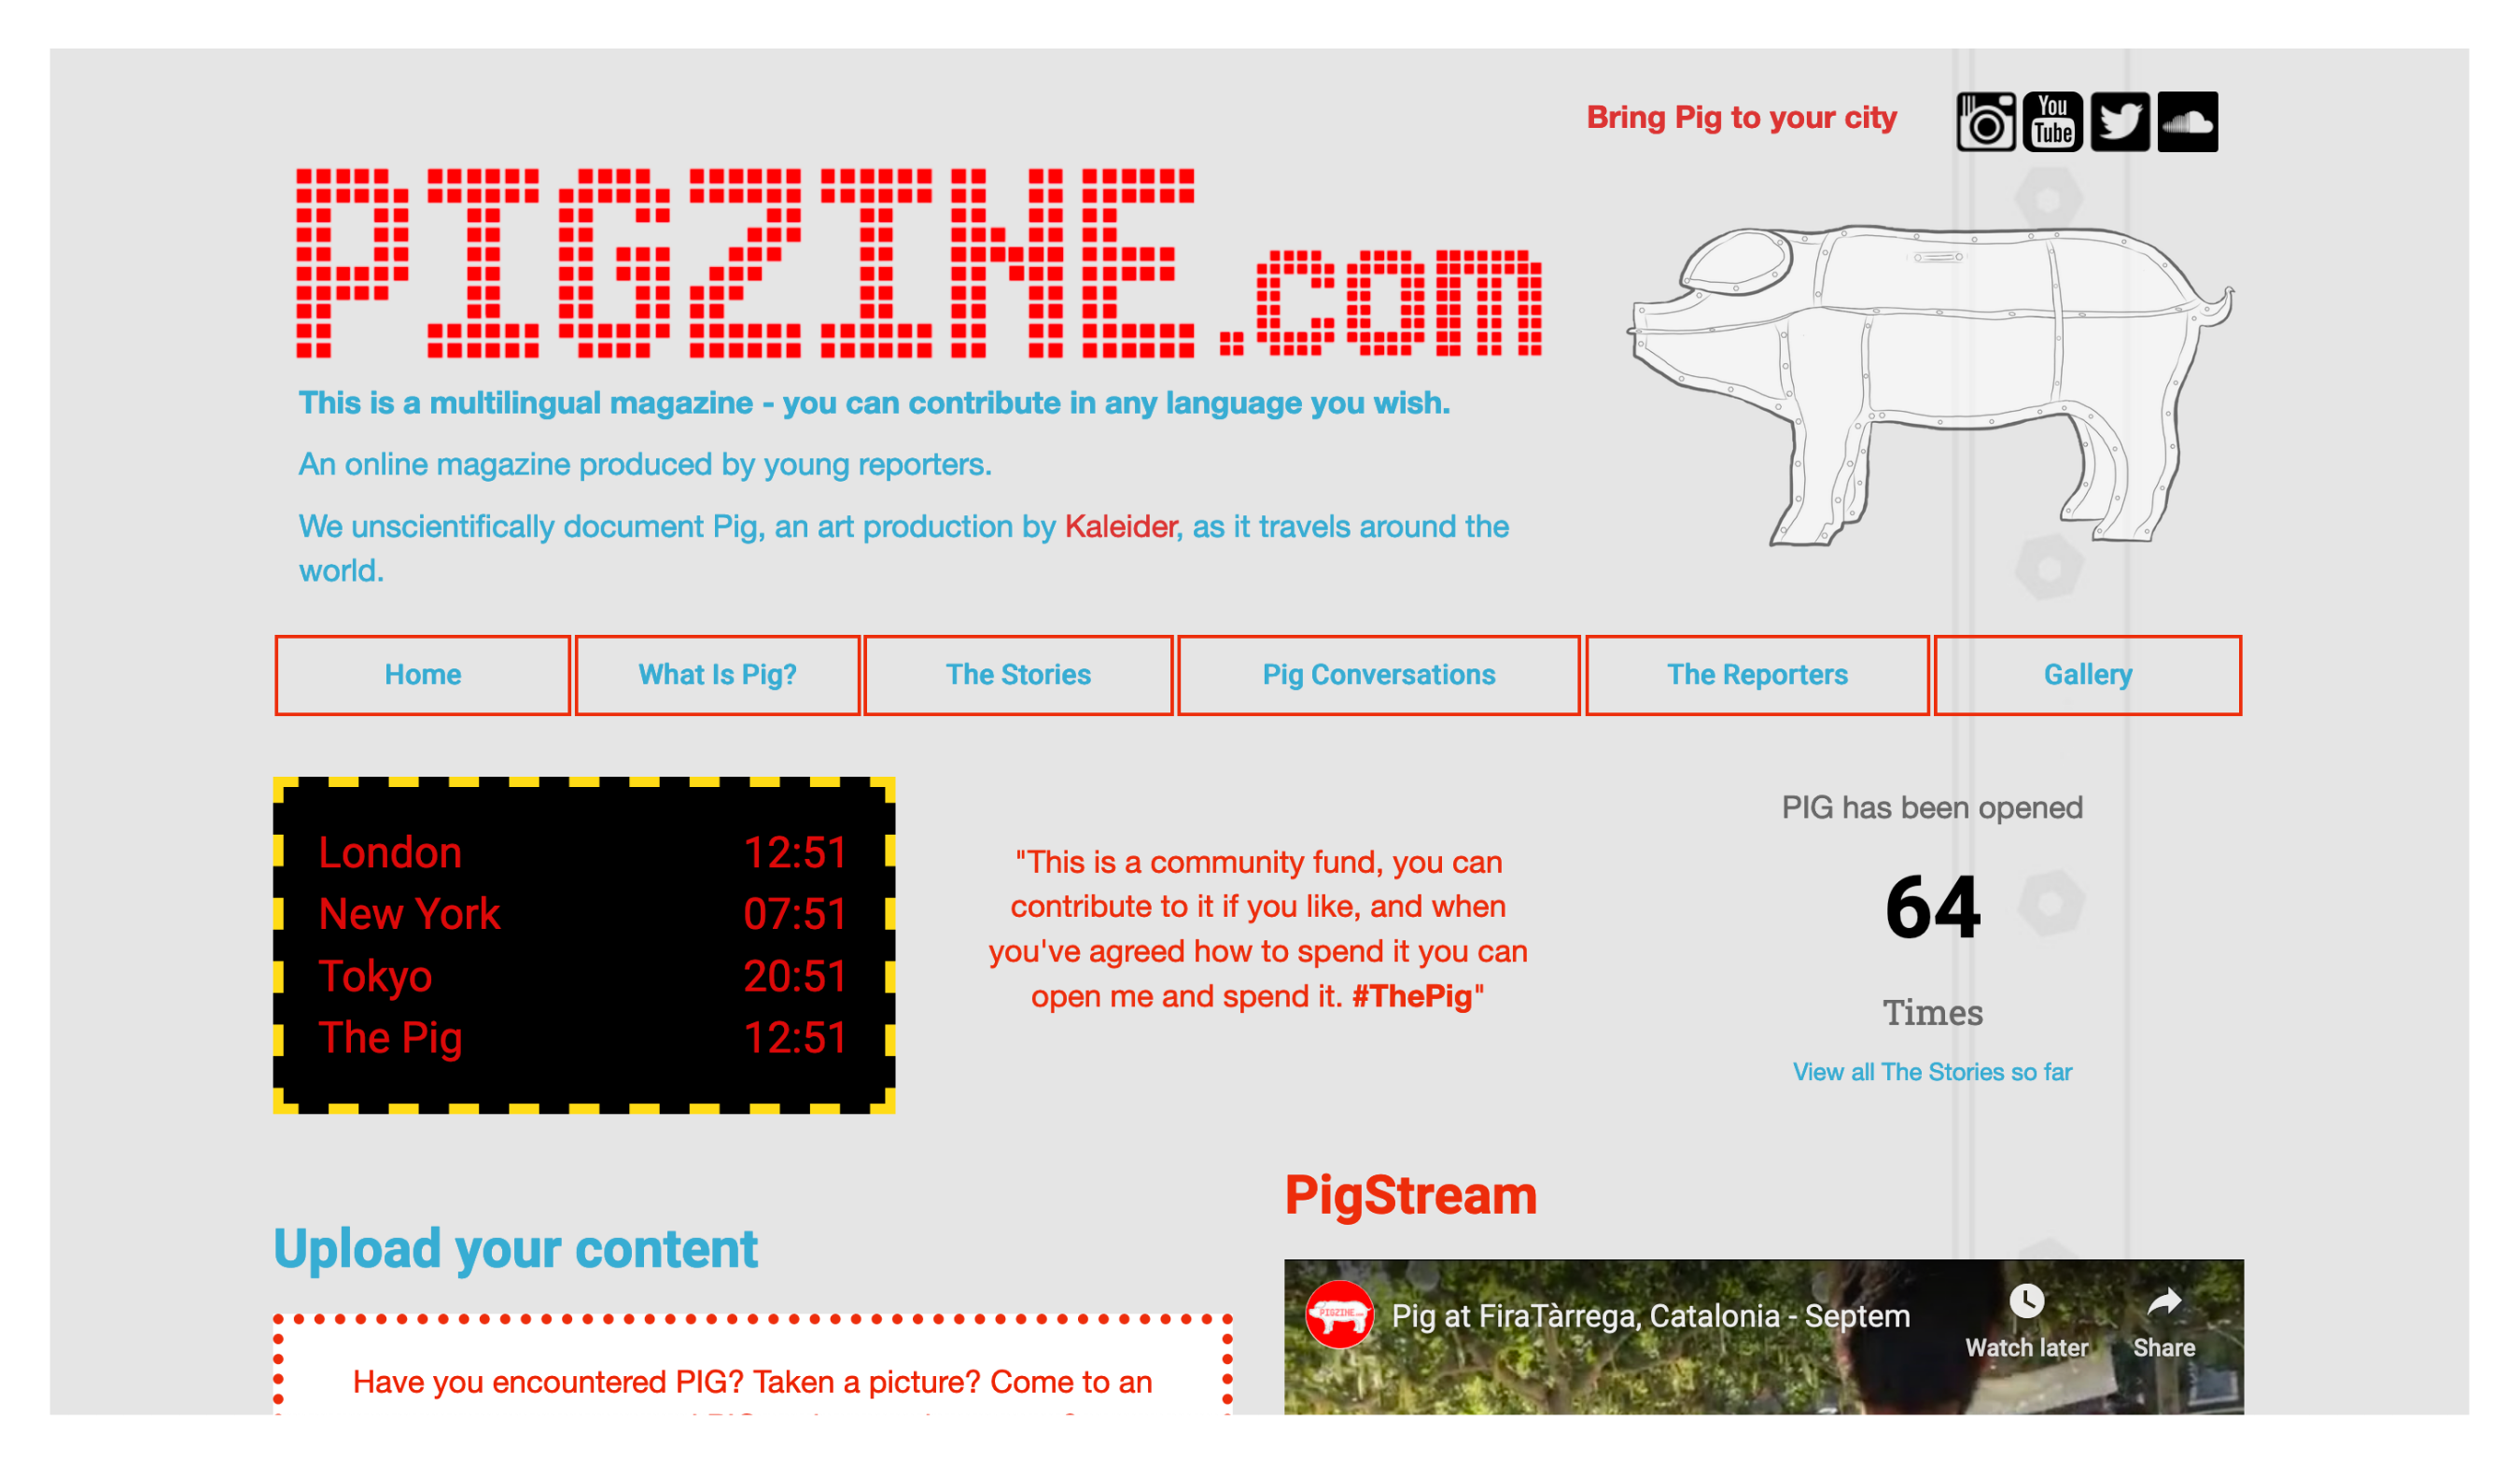 Bring Pig to your city
You
Tube
PIGZINE.com
This is a multilingual magazine - you can contribute in any language you wish.
An online magazine produced by young reporters.
We unscientifically document Pig, an art production by Kaleider, as it travels around the
world.
Home
What Is Pig?
The Stories
Pig Conversations
The Reporters
Gallery
London 12:51
New York 07:51
Tokyo 20:51
The Pig 12:51
"This is a community fund, you can
contribute to it if you like, and when
you've agreed how to spend it you can
open me and spend it. #ThePig"
PIG has been opened
64
Times
View all The Stories so far
Upload your content
Have you encountered PIG? Taken a picture? Come to an
PigStream
PIGZINE.com
Pig at FiraTàrrega, Catalonia - Septem
Watch later
Share